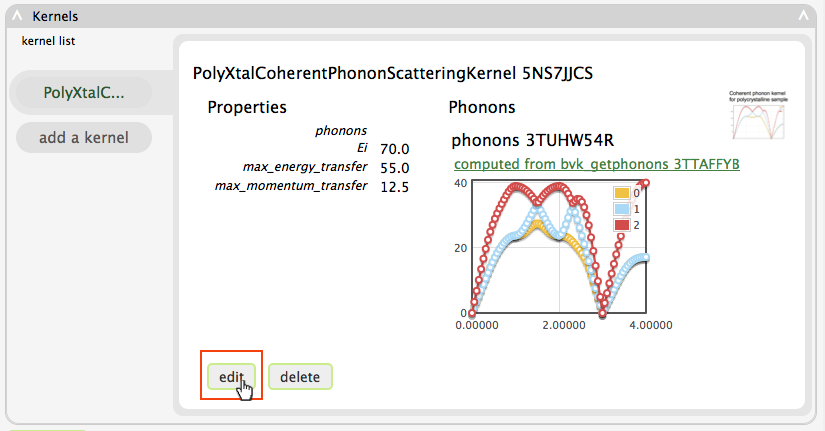 Kernels
kernel list
PolyXtalC...
add a kernel
PolyXtalCoherentPhononScatteringKernel 5NS7JJCS
Properties
phonons
Ei 70.0
max_energy_transfer 55.0
max_momentum_transfer 12.5
Phonons
Coherent phonon kernel
for polycrystalline sample
phonons 3TUHW54R
computed from bvk_getphonons 3TTAFFYB
40
20
0
0.00000 2.00000 4.00000
0
1
2
edit
delete